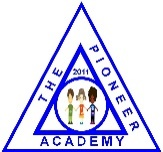 THE PIONEER
2011
ACADEMY